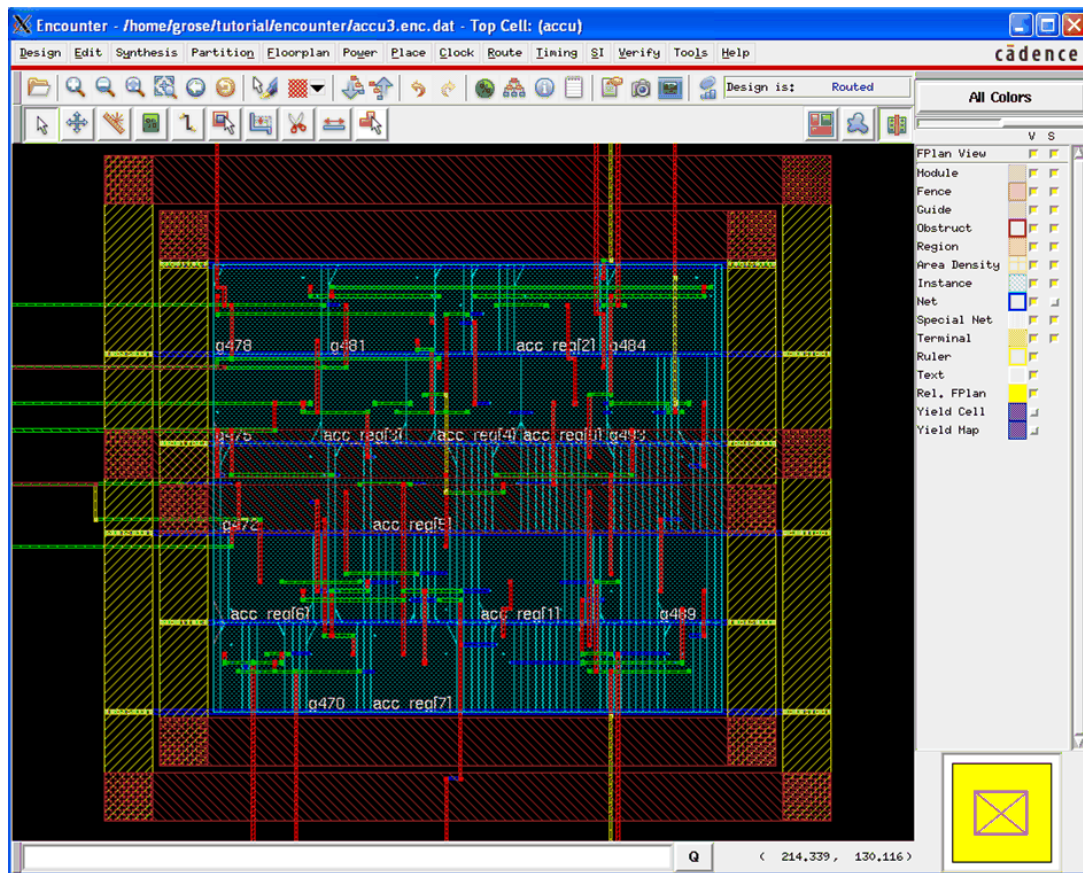 Encounter - /home/grose/tutorial/encounter/accu3.enc.dat - Top Cell: (accu)
Design Edit Synthesis Partition Floorplan Power Place Clock Route Timing SI Verify Tools Help
cādence
Design is: Routed
All Colors
V S
FPlan View
Module
Fence
Guide
Obstruct
Region
Area Density
Instance
Net
Special Net
Terminal
Ruler
Text
Rel. FPlan
Yield Cell
Yield Map
g478 g481 acc_reg[2] g484
acc_reg[3] acc_reg[4]
g472 acc_reg[5]
acc_reg[6] acc_reg[1] g489
g470 acc_reg[7]
Q ( 214.339, 130.116)